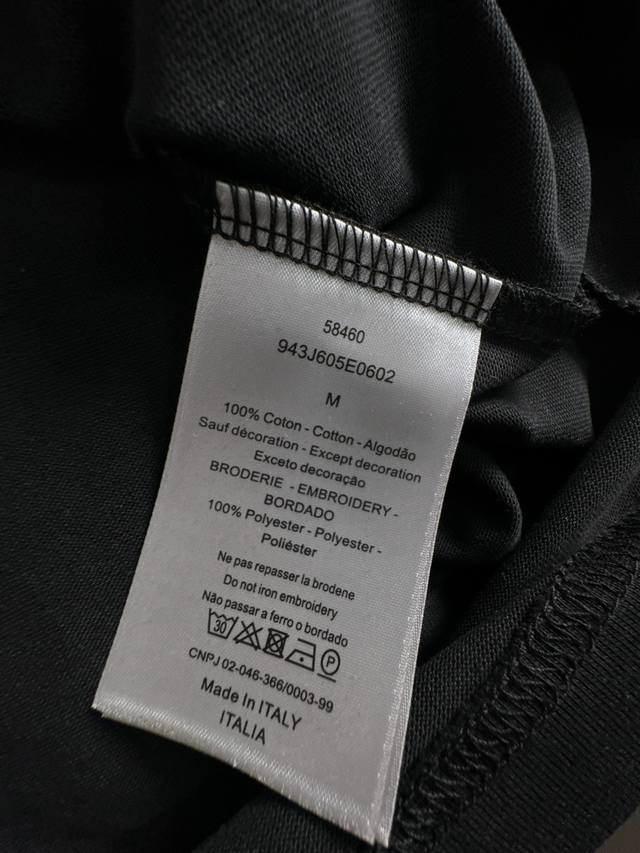 58460
943J605E0602
M
100% Coton - Cotton - Algodão
Sauf décoration - Except decoration
Exceto decoração
BRODERIE - EMBROIDERY -
BORDADO
100% Polyester - Polyester -
Poliéster
Ne pas repasser la brodene
Do not iron embroidery
Não passar a ferro o bordado
30 P
CNPJ 02-046-366/0003-99
Made In ITALY
ITALIA